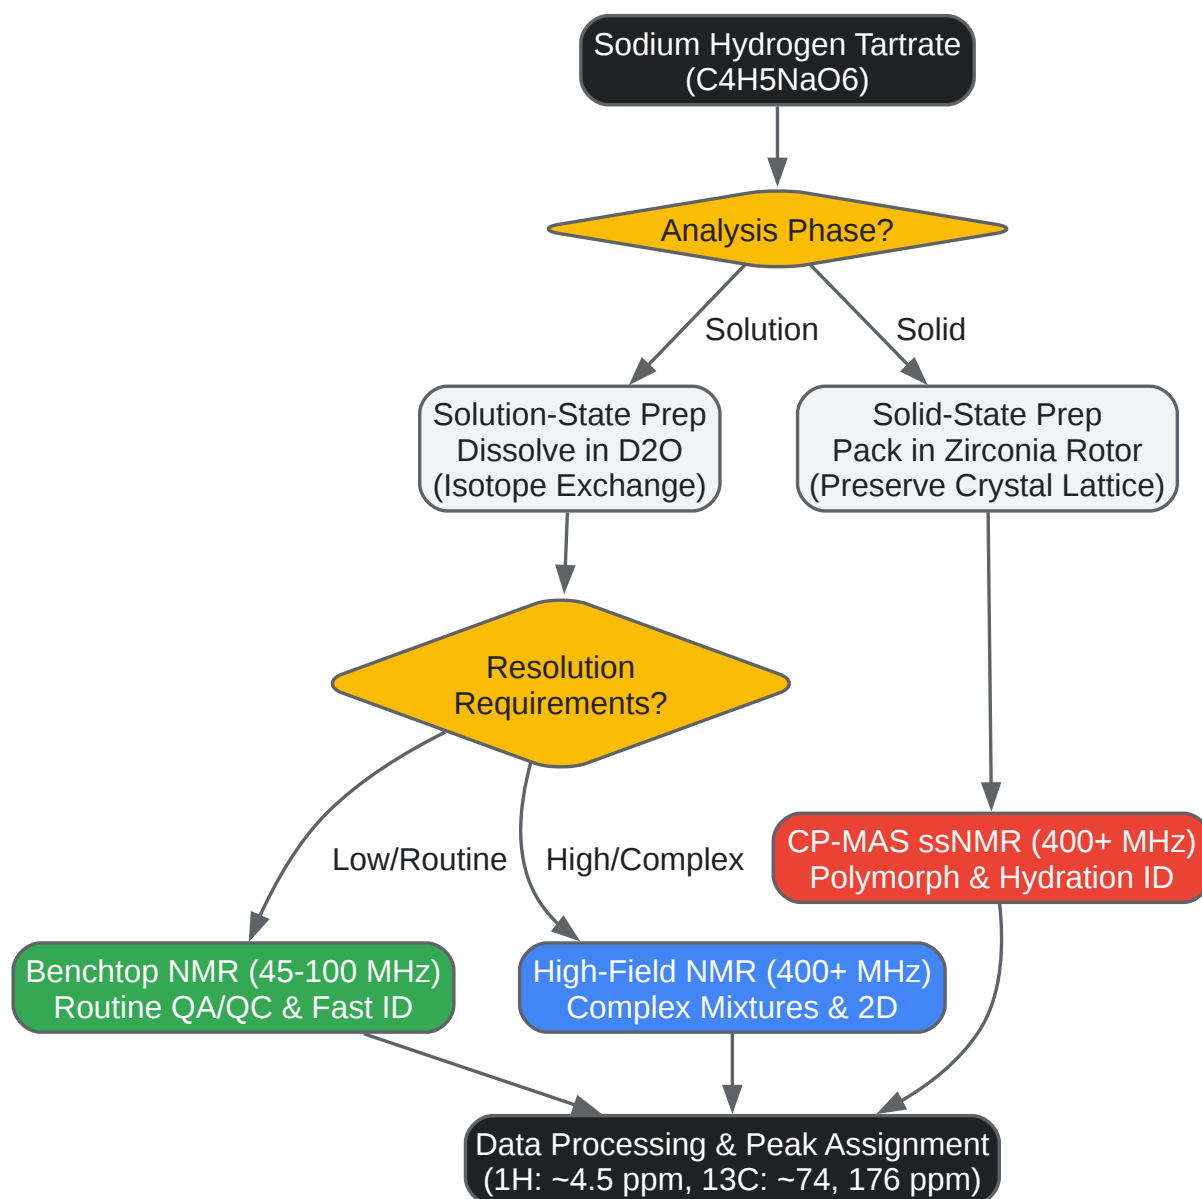 Sodium Hydrogen Tartrate
(C4H5NaO6)
Analysis Phase?
Solution
Solid
Solution-State Prep
Dissolve in D2O
(Isotope Exchange)
Solid-State Prep
Pack in Zirconia Rotor
(Preserve Crystal Lattice)
Resolution
Requirements?
Low/Routine
High/Complex
CP-MAS ssNMR (400+ MHz)
Polymorph & Hydration ID
Benchtop NMR (45-100 MHz)
Routine QA/QC & Fast ID
High-Field NMR (400+ MHz)
Complex Mixtures & 2D
Data Processing & Peak Assignment
(1H: ~4.5 ppm, 13C: ~74, 176 ppm)